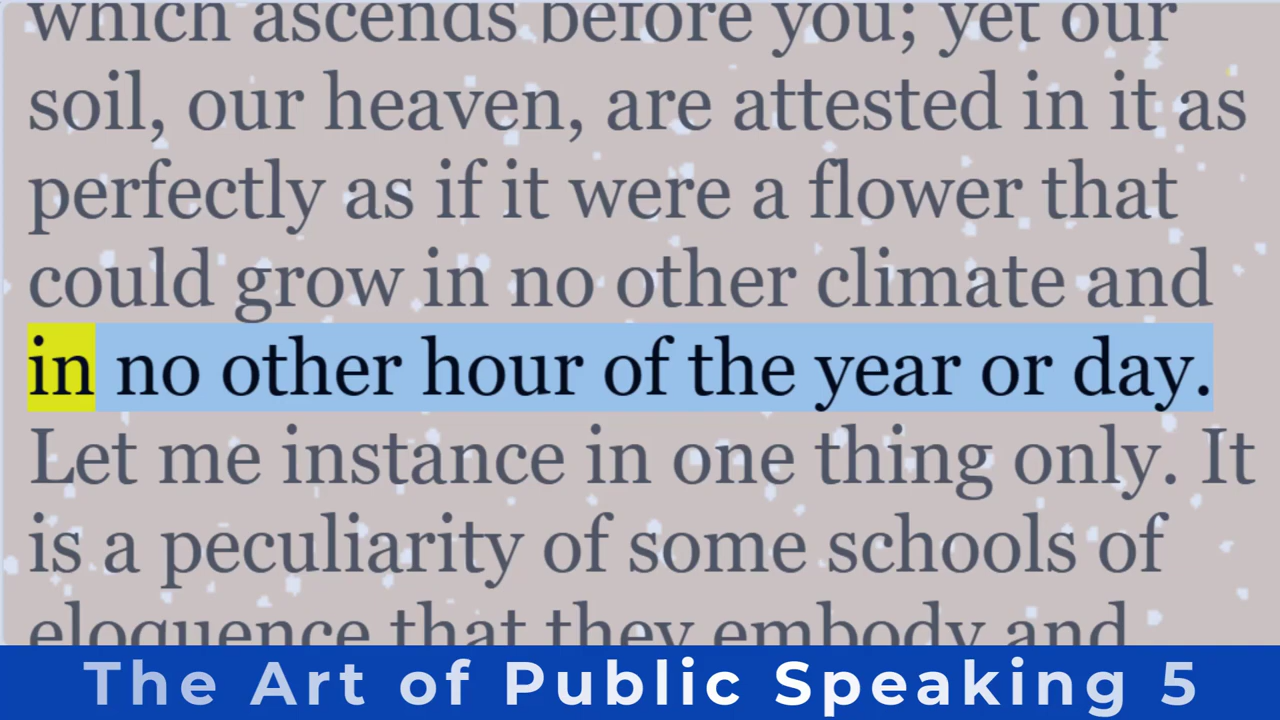 which ascends before you; yet our
soil, our heaven, are attested in it as
perfectly as if it were a flower that
could grow in no other climate and
in no other hour of the year or day.
Let me instance in one thing only. It
is a peculiarity of some schools of
eloquence that they embody and
The Art of Public Speaking 5